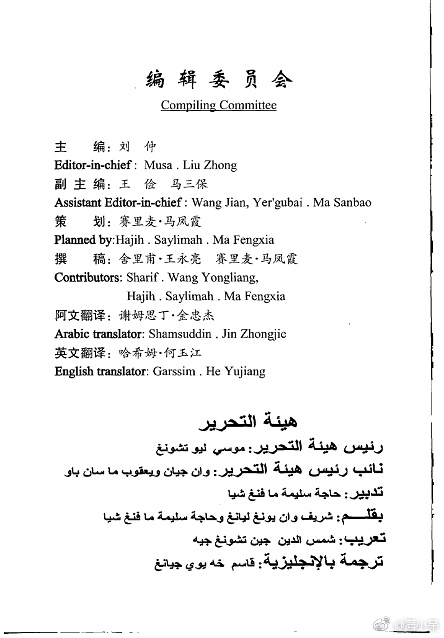 编辑委员会
Compiling Committee
主 编: 刘 仲
Editor-in-chief : Musa . Liu Zhong
副 主 编: 王 俭 马三保
Assistant Editor-in-chief : Wang Jian, Yer'gubai . Ma Sanbao
策 划: 赛里麦·马凤霞
Planned by:Hajih . Saylimah . Ma Fengxia
撰 稿: 舍里甫·王永亮 赛里麦·马凤霞
Contributors: Sharif . Wang Yongliang,
Hajih . Saylimah . Ma Fengxia
阿文翻译: 谢姆思丁·金忠杰
Arabic translator: Shamsuddin . Jin Zhongjie
英文翻译: 哈希姆·何玉江
English translator: Garssim . He Yujiang
هيئة التحرير
رئيس هيئة التحرير: موسي ليو تشونغ
نائب رئيس هيئة التحرير: وان جيان ويعقوب ما سان باو
تدبير: حاجة سليمة ما فنغ شيا
بقلم: شريف وان يونغ ليانغ وحاجة سليمة ما فنغ شيا
تعريب: شمس الدين جين تشونغ جيه
ترجمة بالإنجليزية: قاسم خه يوي جيانغ